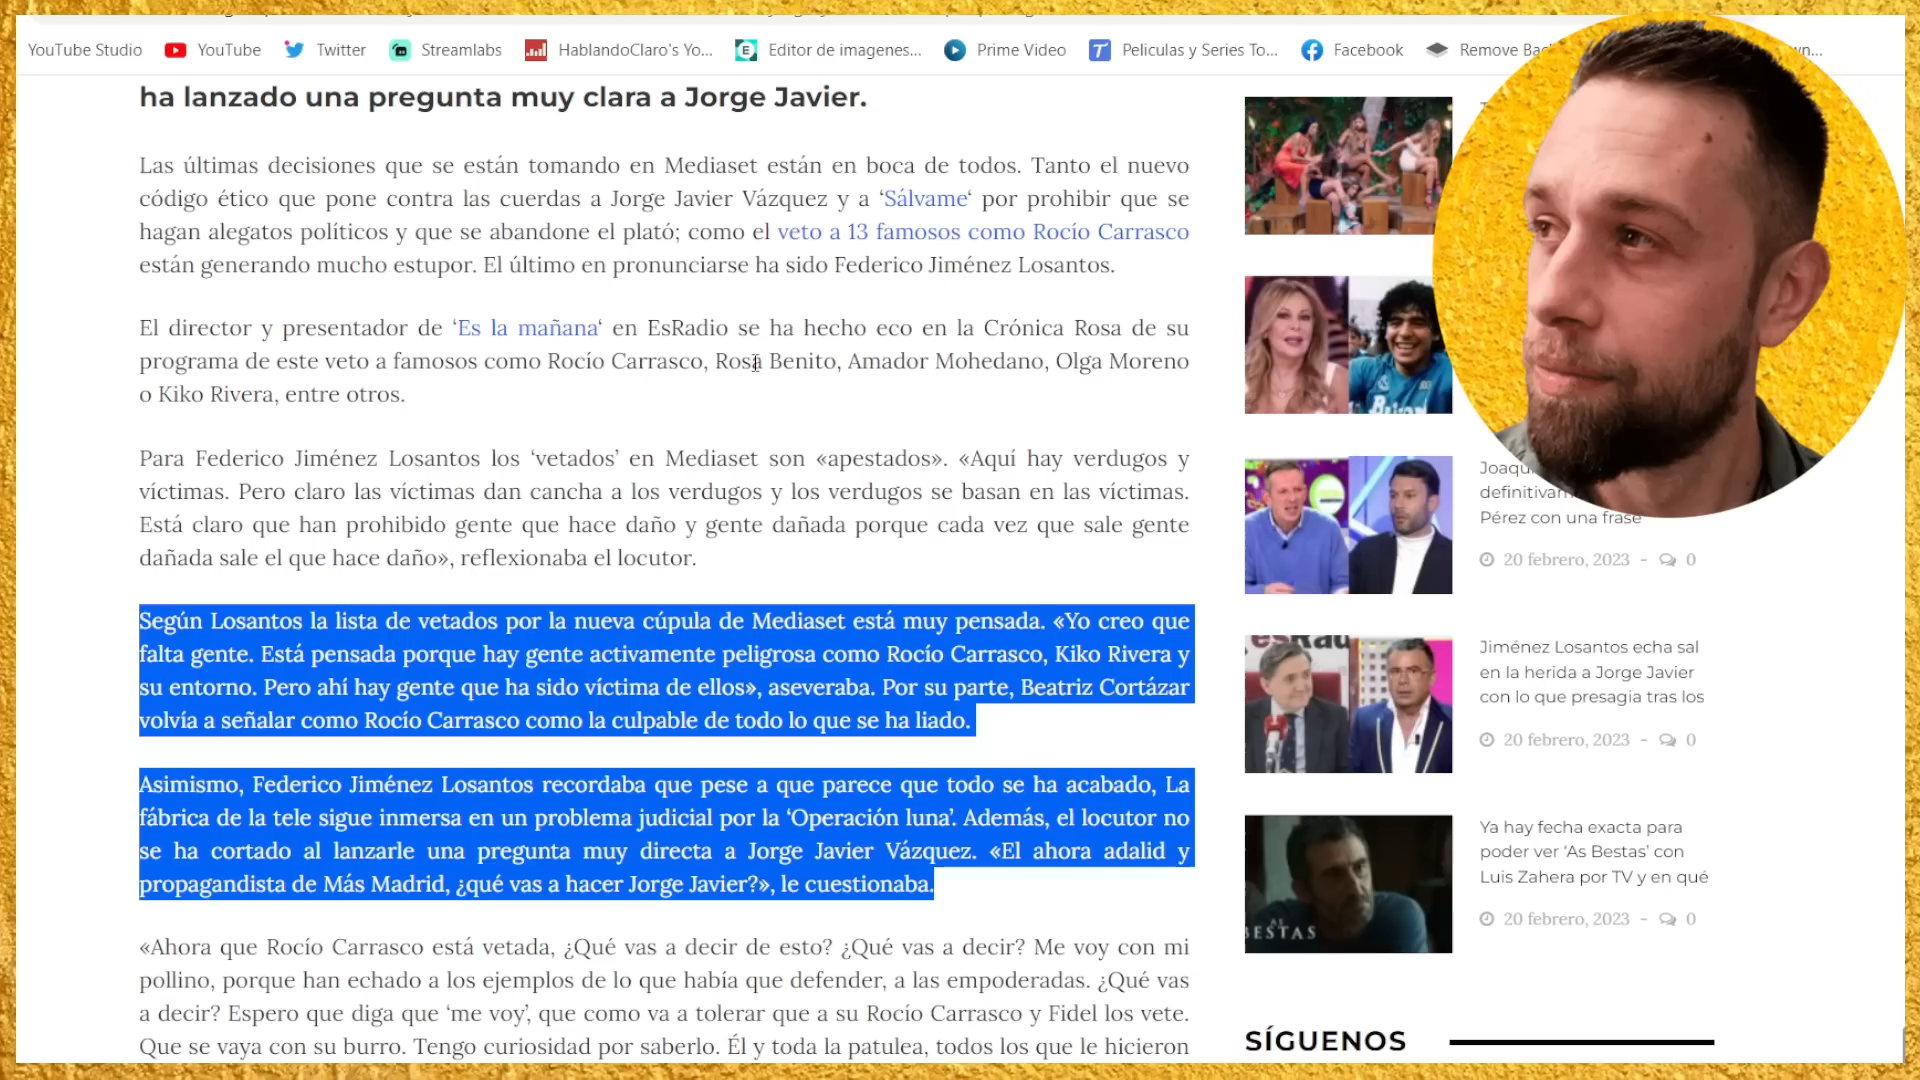 YouTube Studio YouTube Twitter Streamlabs HablandoClaro's Yo... Editor de imagenes... Prime Video Peliculas y Series To... Facebook Remove
ha lanzado una pregunta muy clara a Jorge Javier.
Las últimas decisiones que se están tomando en Mediaset están en boca de todos. Tanto el nuevo
código ético que pone contra las cuerdas a Jorge Javier Vázquez y a ‘Sálvame‘ por prohibir que se
hagan alegatos políticos y que se abandone el plató; como el veto a 13 famosos como Rocío Carrasco
están generando mucho estupor. El último en pronunciarse ha sido Federico Jiménez Losantos.
El director y presentador de ‘Es la mañana‘ en EsRadio se ha hecho eco en la Crónica Rosa de su
programa de este veto a famosos como Rocío Carrasco, Rosa Benito, Amador Mohedano, Olga Moreno
o Kiko Rivera, entre otros.
Para Federico Jiménez Losantos los ‘vetados’ en Mediaset son «apestados». «Aquí hay verdugos y
víctimas. Pero claro las víctimas dan cancha a los verdugos y los verdugos se basan en las víctimas.
Está claro que han prohibido gente que hace daño y gente dañada porque cada vez que sale gente
dañada sale el que hace daño», reflexionaba el locutor.
Según Losantos la lista de vetados por la nueva cúpula de Mediaset está muy pensada. «Yo creo que
falta gente. Está pensada porque hay gente activamente peligrosa como Rocío Carrasco, Kiko Rivera y
su entorno. Pero ahí hay gente que ha sido víctima de ellos», aseveraba. Por su parte, Beatriz Cortázar
volvía a señalar como Rocío Carrasco como la culpable de todo lo que se ha liado.
Asimismo, Federico Jiménez Losantos recordaba que pese a que parece que todo se ha acabado, La
fábrica de la tele sigue inmersa en un problema judicial por la ‘Operación luna’. Además, el locutor no
se ha cortado al lanzarle una pregunta muy directa a Jorge Javier Vázquez. «El ahora adalid y
propagandista de Más Madrid, ¿qué vas a hacer Jorge Javier?», le cuestionaba.
«Ahora que Rocío Carrasco está vetada, ¿Qué vas a decir de esto? ¿Qué vas a decir? Me voy con mi
pollino, porque han echado a los ejemplos de lo que había que defender, a las empoderadas. ¿Qué vas
a decir? Espero que diga que ‘me voy’, que como va a tolerar que a su Rocío Carrasco y Fidel los vete.
Que se vaya con su burro. Tengo curiosidad por saberlo. Él y toda la patulea, todos los que le hicieron
Pérez con una frase
20 febrero, 2023 - 0
Jiménez Losantos echa sal
en la herida a Jorge Javier
con lo que presagia tras los
20 febrero, 2023 - 0
Ya hay fecha exacta para
poder ver ‘As Bestas’ con
Luis Zahera por TV y en qué
20 febrero, 2023 - 0
AS
BESTAS
SÍGUENOS